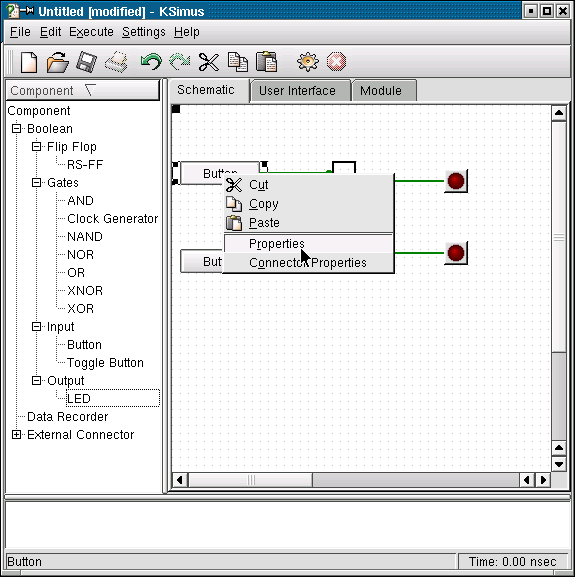 Untitled [modified] - KSimus
File Edit Execute Settings Help
Component
Schematic User Interface Module
Component
Boolean
Flip Flop
RS-FF
Gates
AND
Clock Generator
NAND
NOR
OR
XNOR
XOR
Input
Button
Toggle Button
Output
LED
Data Recorder
External Connector
Button
Cut
Copy
Paste
Properties
Connector Properties
But
Button
Time: 0.00 nsec